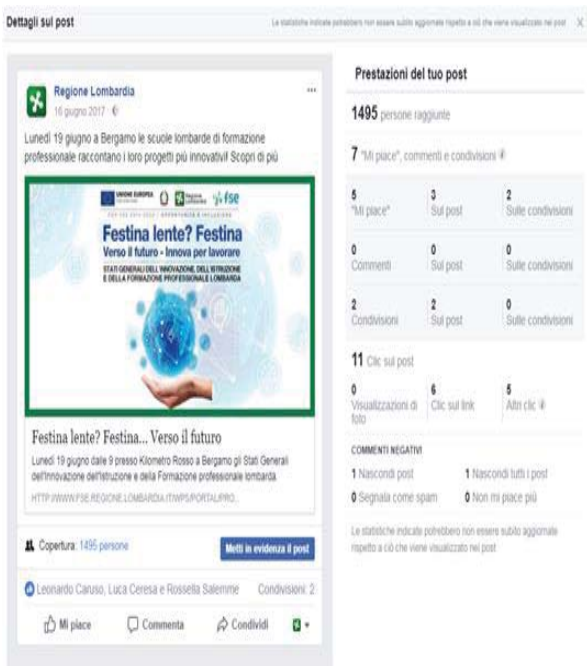 Dettagli sul post
Le statistiche indicate potrebbero non essere subito aggiornate rispetto a ciò che viene visualizzato nei post
Regione Lombardia
16 giugno 2017
Lunedì 19 giugno a Bergamo le scuole lombarde di formazione
professionale raccontano i loro progetti più innovativi! Scopri di più
UNIONE EUROPEA
Regione Lombardia
fse
Festina lente? Festina
Verso il futuro - Innova per lavorare
STATI GENERALI DELL'INNOVAZIONE, DELL'ISTRUZIONE
E DELLA FORMAZIONE PROFESSIONALE LOMBARDA
Festina lente? Festina... Verso il futuro
Lunedì 19 giugno dalle 9 presso Kilometro Rosso a Bergamo gli Stati Generali
dell'Innovazione dell'Istruzione e della Formazione professionale lombarda.
HTTP://WWW.FSE.REGIONE.LOMBARDIA.IT/WPS/PORTAL/PRO...
Copertura: 1495 persone
Metti in evidenza il post
Leonardo Caruso, Luca Ceresa e Rossella Salemme Condivisioni: 2
Mi piace Commenta Condividi
Prestazioni del tuo post
1495 persone raggiunte
7 "Mi piace", commenti e condivisioni
5 3 2
"Mi piace" Sul post Sulle condivisioni
0 0 0
Commenti Sul post Sulle condivisioni
2 2 0
Condivisioni Sul post Sulle condivisioni
11 Clic sul post
0 6 5
Visualizzazioni di Clic sul link Altri clic
foto
COMMENTI NEGATIVI
1 Nascondi post 1 Nascondi tutti i post
0 Segnala come spam 0 Non mi piace più
Le statistiche indicate potrebbero non essere subito aggiornate
rispetto a ciò che viene visualizzato nei post